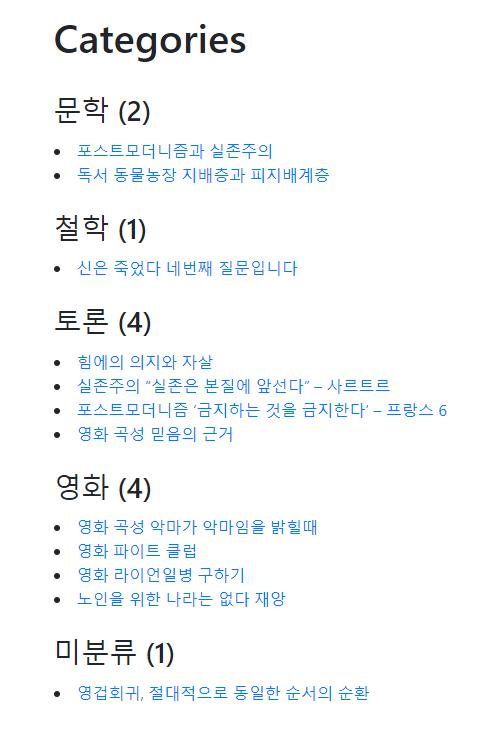 Categories
문학 (2)
포스트모더니즘과 실존주의
독서 동물농장 지배층과 피지배계층
철학 (1)
신은 죽었다 네번째 질문입니다
토론 (4)
힘에의 의지와 자살
실존주의 “실존은 본질에 앞선다” – 사르트르
포스트모더니즘 ‘금지하는 것을 금지한다’ – 프랑스 6
영화 곡성 믿음의 근거
영화 (4)
영화 곡성 악마가 악마임을 밝힐때
영화 파이트 클럽
영화 라이언일병 구하기
노인을 위한 나라는 없다 재앙
미분류 (1)
영겁회귀, 절대적으로 동일한 순서의 순환